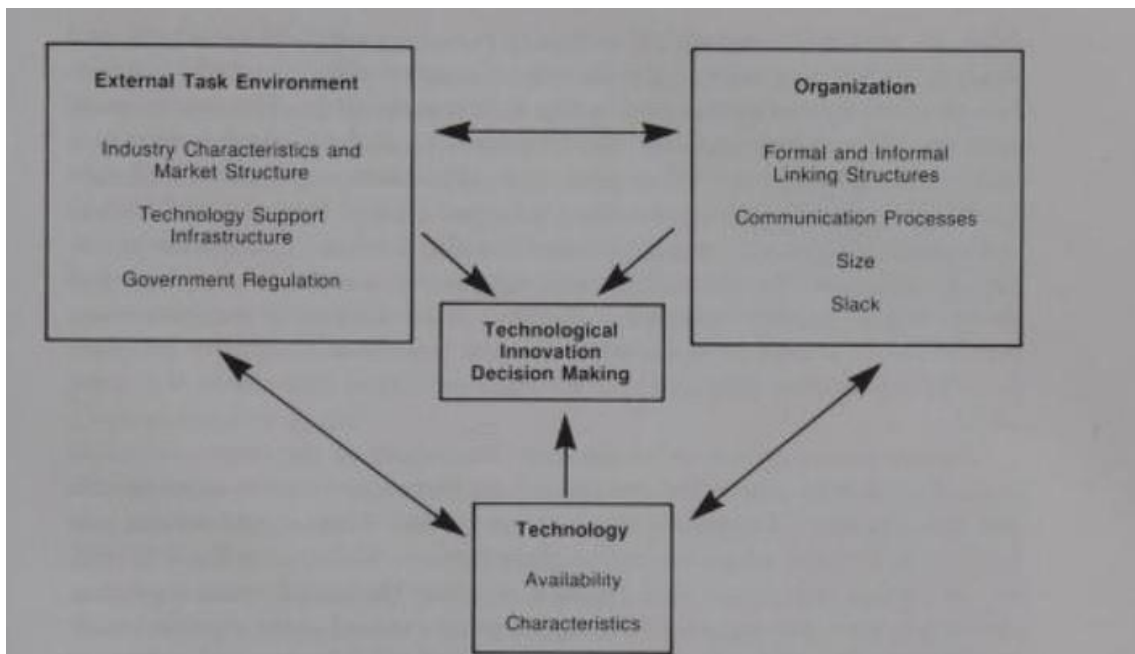 External Task Environment
Industry Characteristics and
Market Structure
Technology Support
Infrastructure
Government Regulation
Organization
Formal and Informal
Linking Structures
Communication Processes
Size
Slack
Technological
Innovation
Decision Making
Technology
Availability
Characteristics